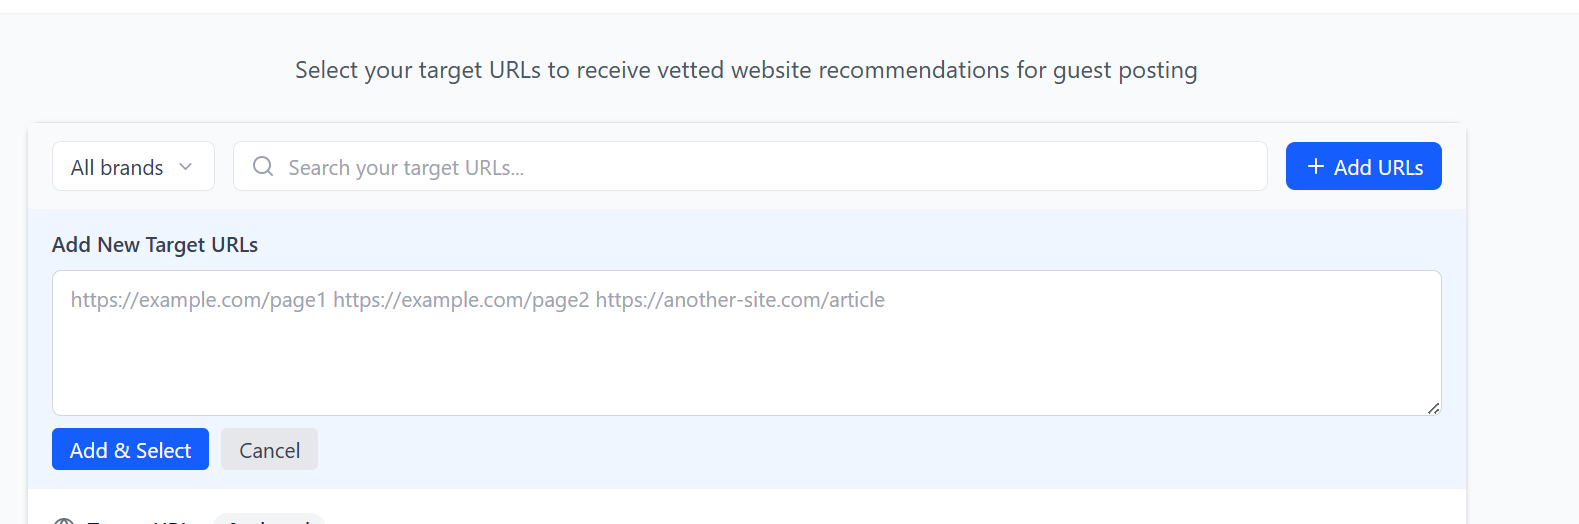 Select your target URLs to receive vetted website recommendations for guest posting
All brands
Search your target URLs...
+ Add URLs
Add New Target URLs
https://example.com/page1 https://example.com/page2 https://another-site.com/article
Add & Select
Cancel